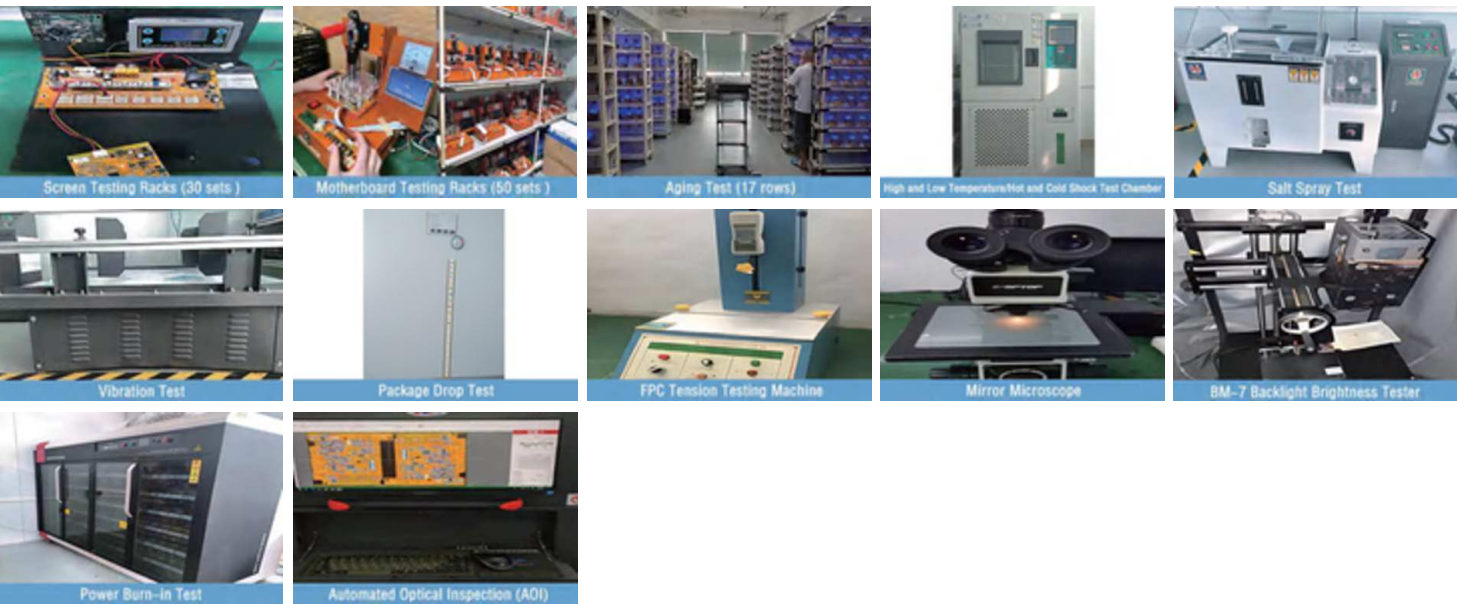 Screen Testing Racks (30 sets )
Motherboard Testing Racks (50 sets )
Aging Test (17 rows)
High and Low Temperature/Hot and Cold Shock Test Chamber
Salt Spray Test
Vibration Test
Package Drop Test
FPC Tension Testing Machine
Mirror Microscope
BM-7 Backlight Brightness Tester
Power Burn-in Test
Automated Optical Inspection (AOI)